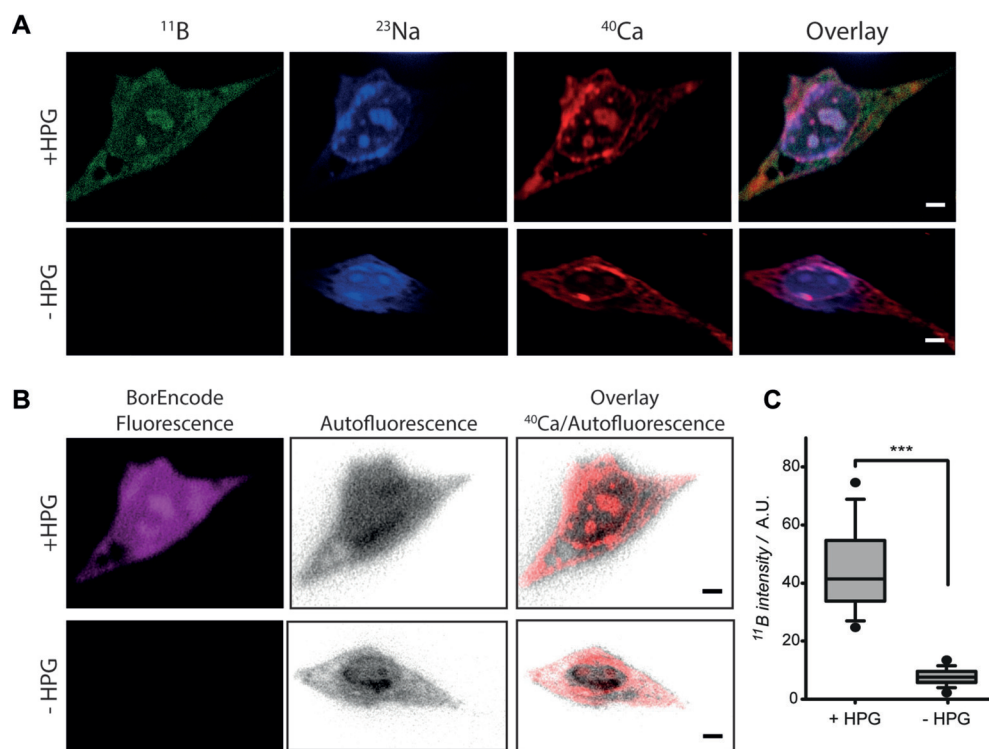 A
¹¹B ²³Na ⁴⁰Ca Overlay
+HPG
- HPG
B
BorEncode
Fluorescence
Autofluorescence
Overlay
⁴⁰Ca/Autofluorescence
+HPG
- HPG
C
***
¹¹B intensity / A.U.
80
60
40
20
0
+ HPG - HPG